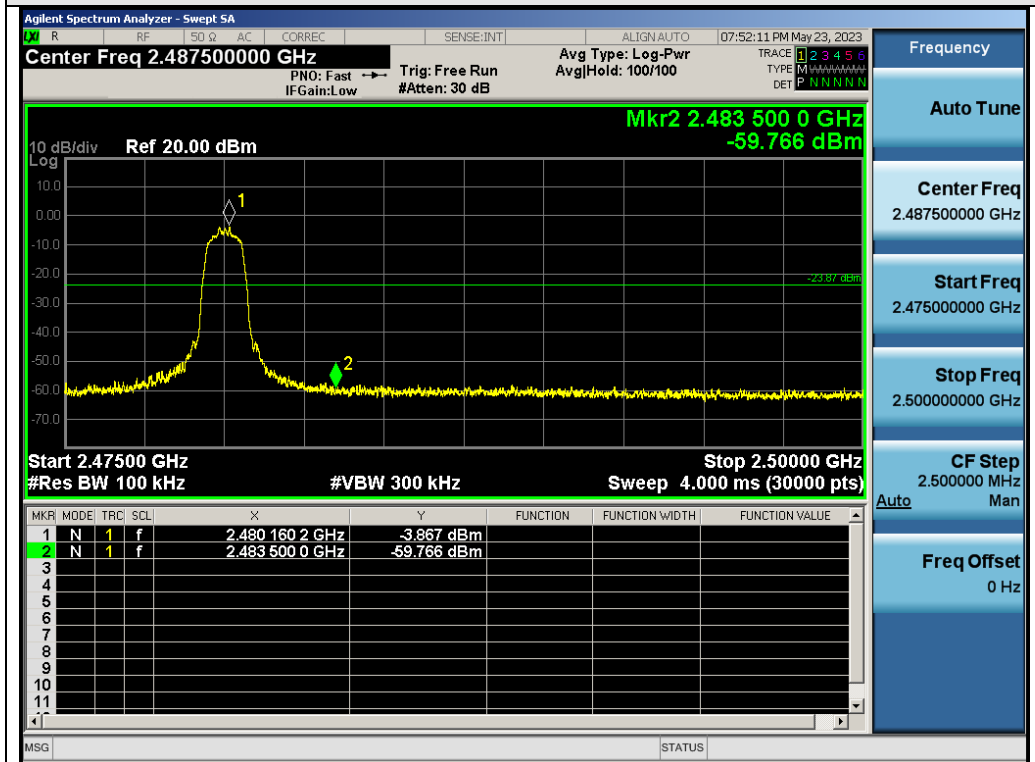 Agilent Spectrum Analyzer - Swept SA
LXI R RF 50 Ω AC CORREC SENSE:INT ALIGN AUTO 07:52:11 PM May 23, 2023
Center Freq 2.487500000 GHz
PNO: Fast
IFGain:Low
Trig: Free Run
#Atten: 30 dB
Avg Type: Log-Pwr
Avg|Hold: 100/100
TRACE 1 2 3 4 5 6
TYPE M
DET P N N N N N
Mkr2 2.483 500 0 GHz
-59.766 dBm
10 dB/div Ref 20.00 dBm
Log
10.0
0.00
-10.0
-20.0
-30.0
-40.0
-50.0
-60.0
-70.0
1
-23.87 dBm
2
Start 2.47500 GHz Stop 2.50000 GHz
#Res BW 100 kHz #VBW 300 kHz Sweep 4.000 ms (30000 pts)
MKR MODE TRC SCL X Y FUNCTION FUNCTION WIDTH FUNCTION VALUE
1 N 1 f 2.480 160 2 GHz -3.867 dBm
2 N 1 f 2.483 500 0 GHz -59.766 dBm
3
4
5
6
7
8
9
10
11
MSG STATUS
Frequency
Auto Tune
Center Freq
2.487500000 GHz
Start Freq
2.475000000 GHz
Stop Freq
2.500000000 GHz
CF Step
2.500000 MHz
Auto Man
Freq Offset
0 Hz